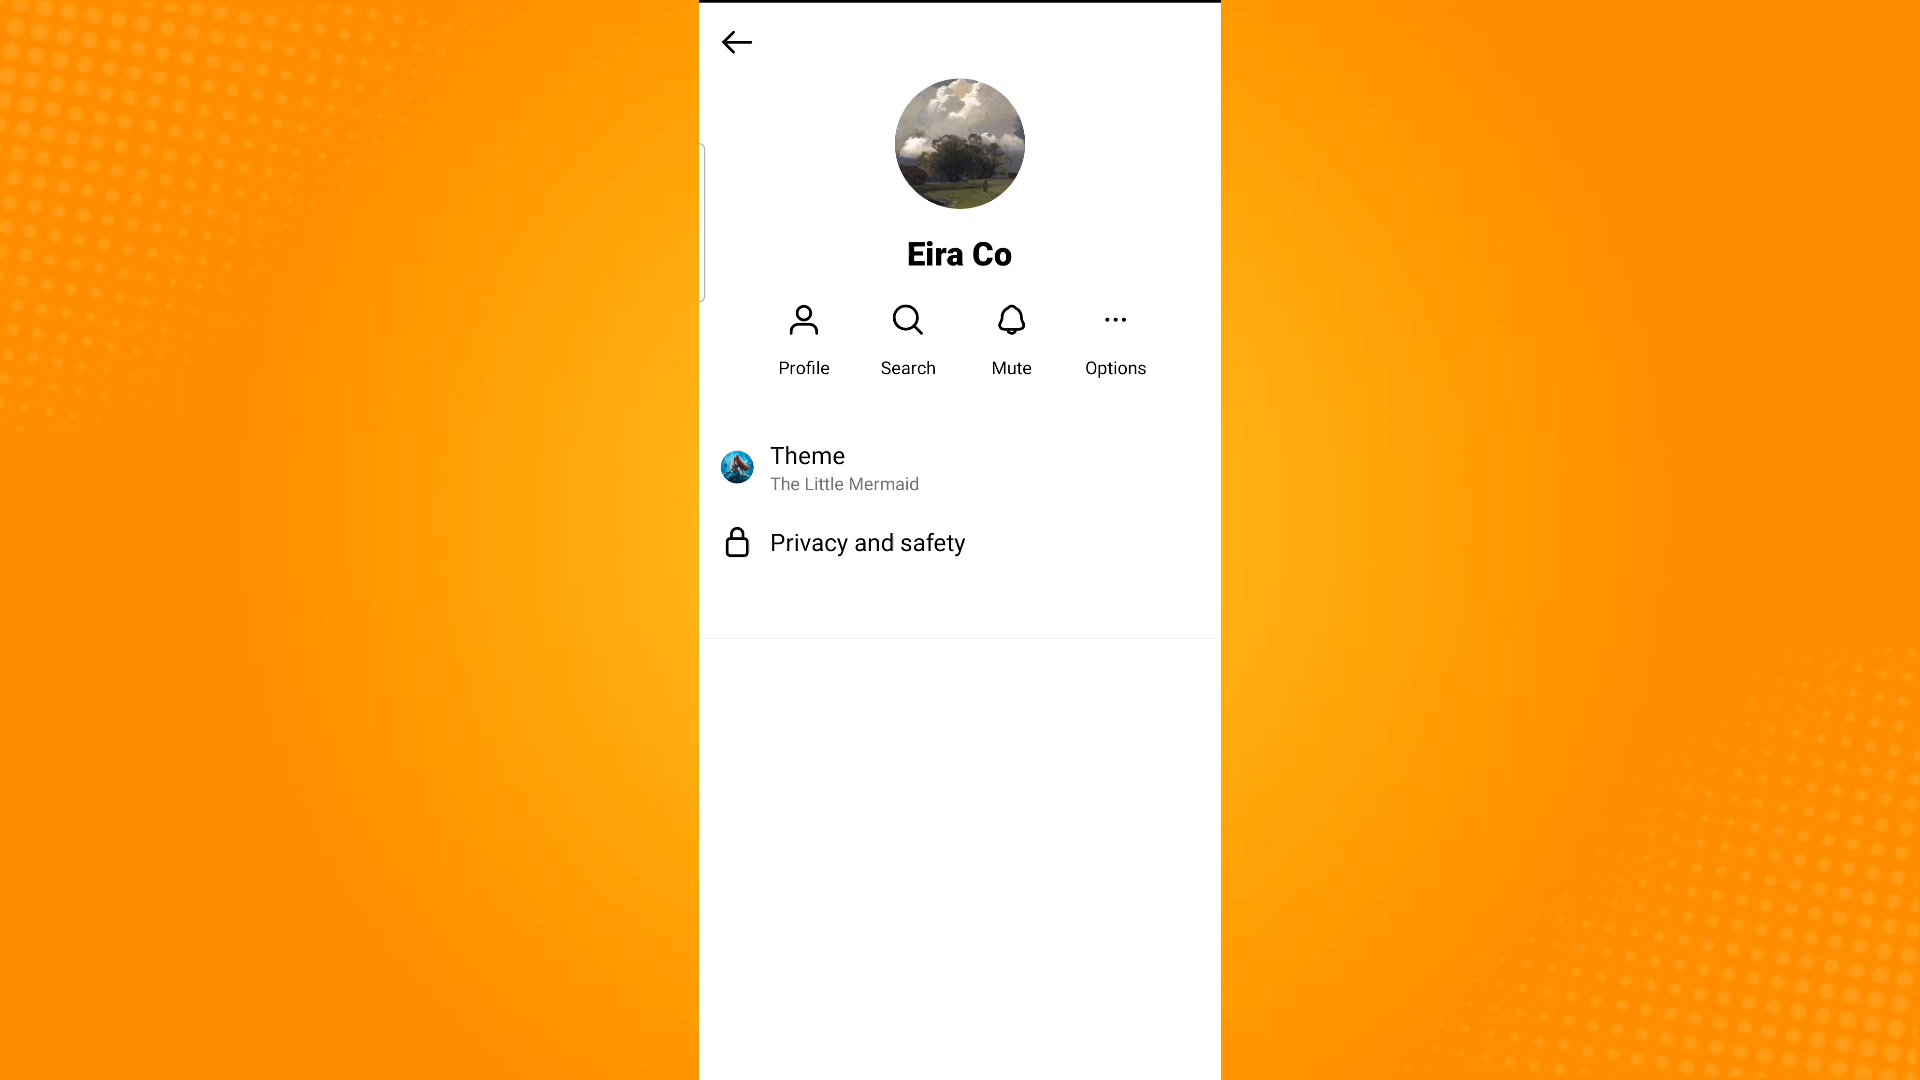 Eira Co
Profile Search Mute Options
Theme
The Little Mermaid
Privacy and safety